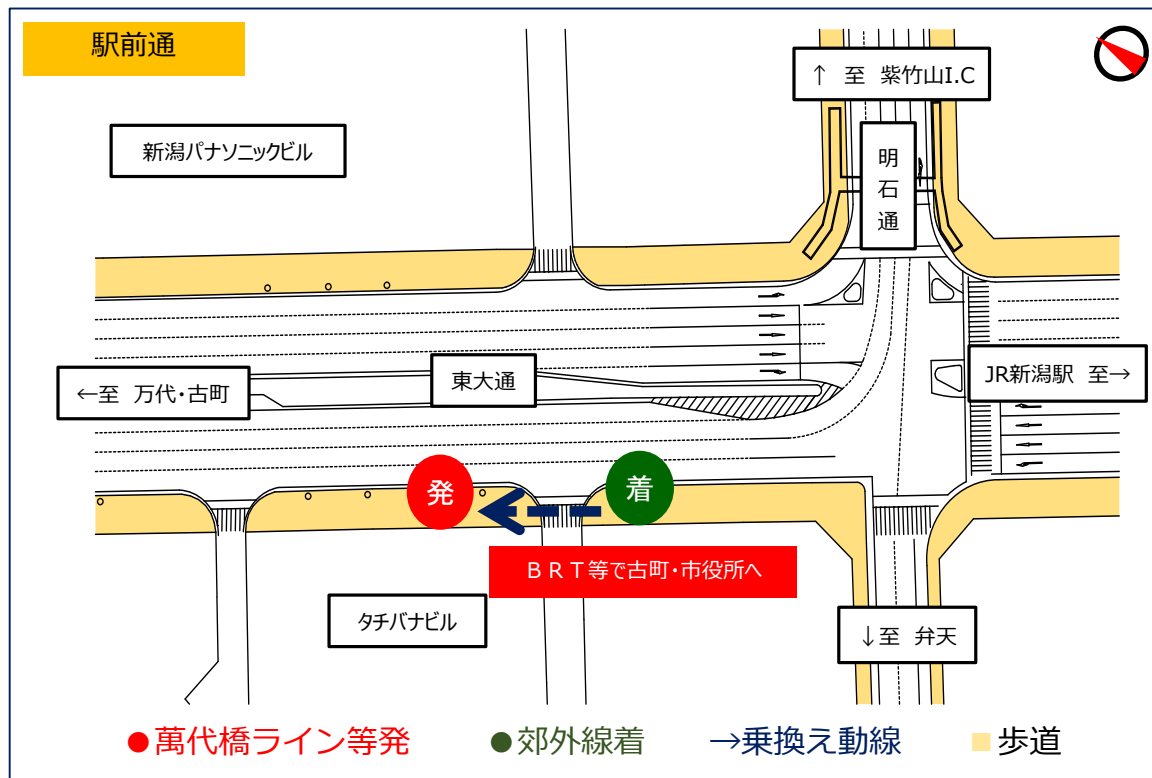 駅前通
↑ 至 紫竹山I.C
新潟パナソニックビル
明石通
←至 万代・古町
東大通
JR新潟駅 至→
発
着
ＢＲＴ等で古町・市役所へ
タチバナビル
↓至 弁天
●萬代橋ライン等発 ●郊外線着 →乗換え動線 ■歩道